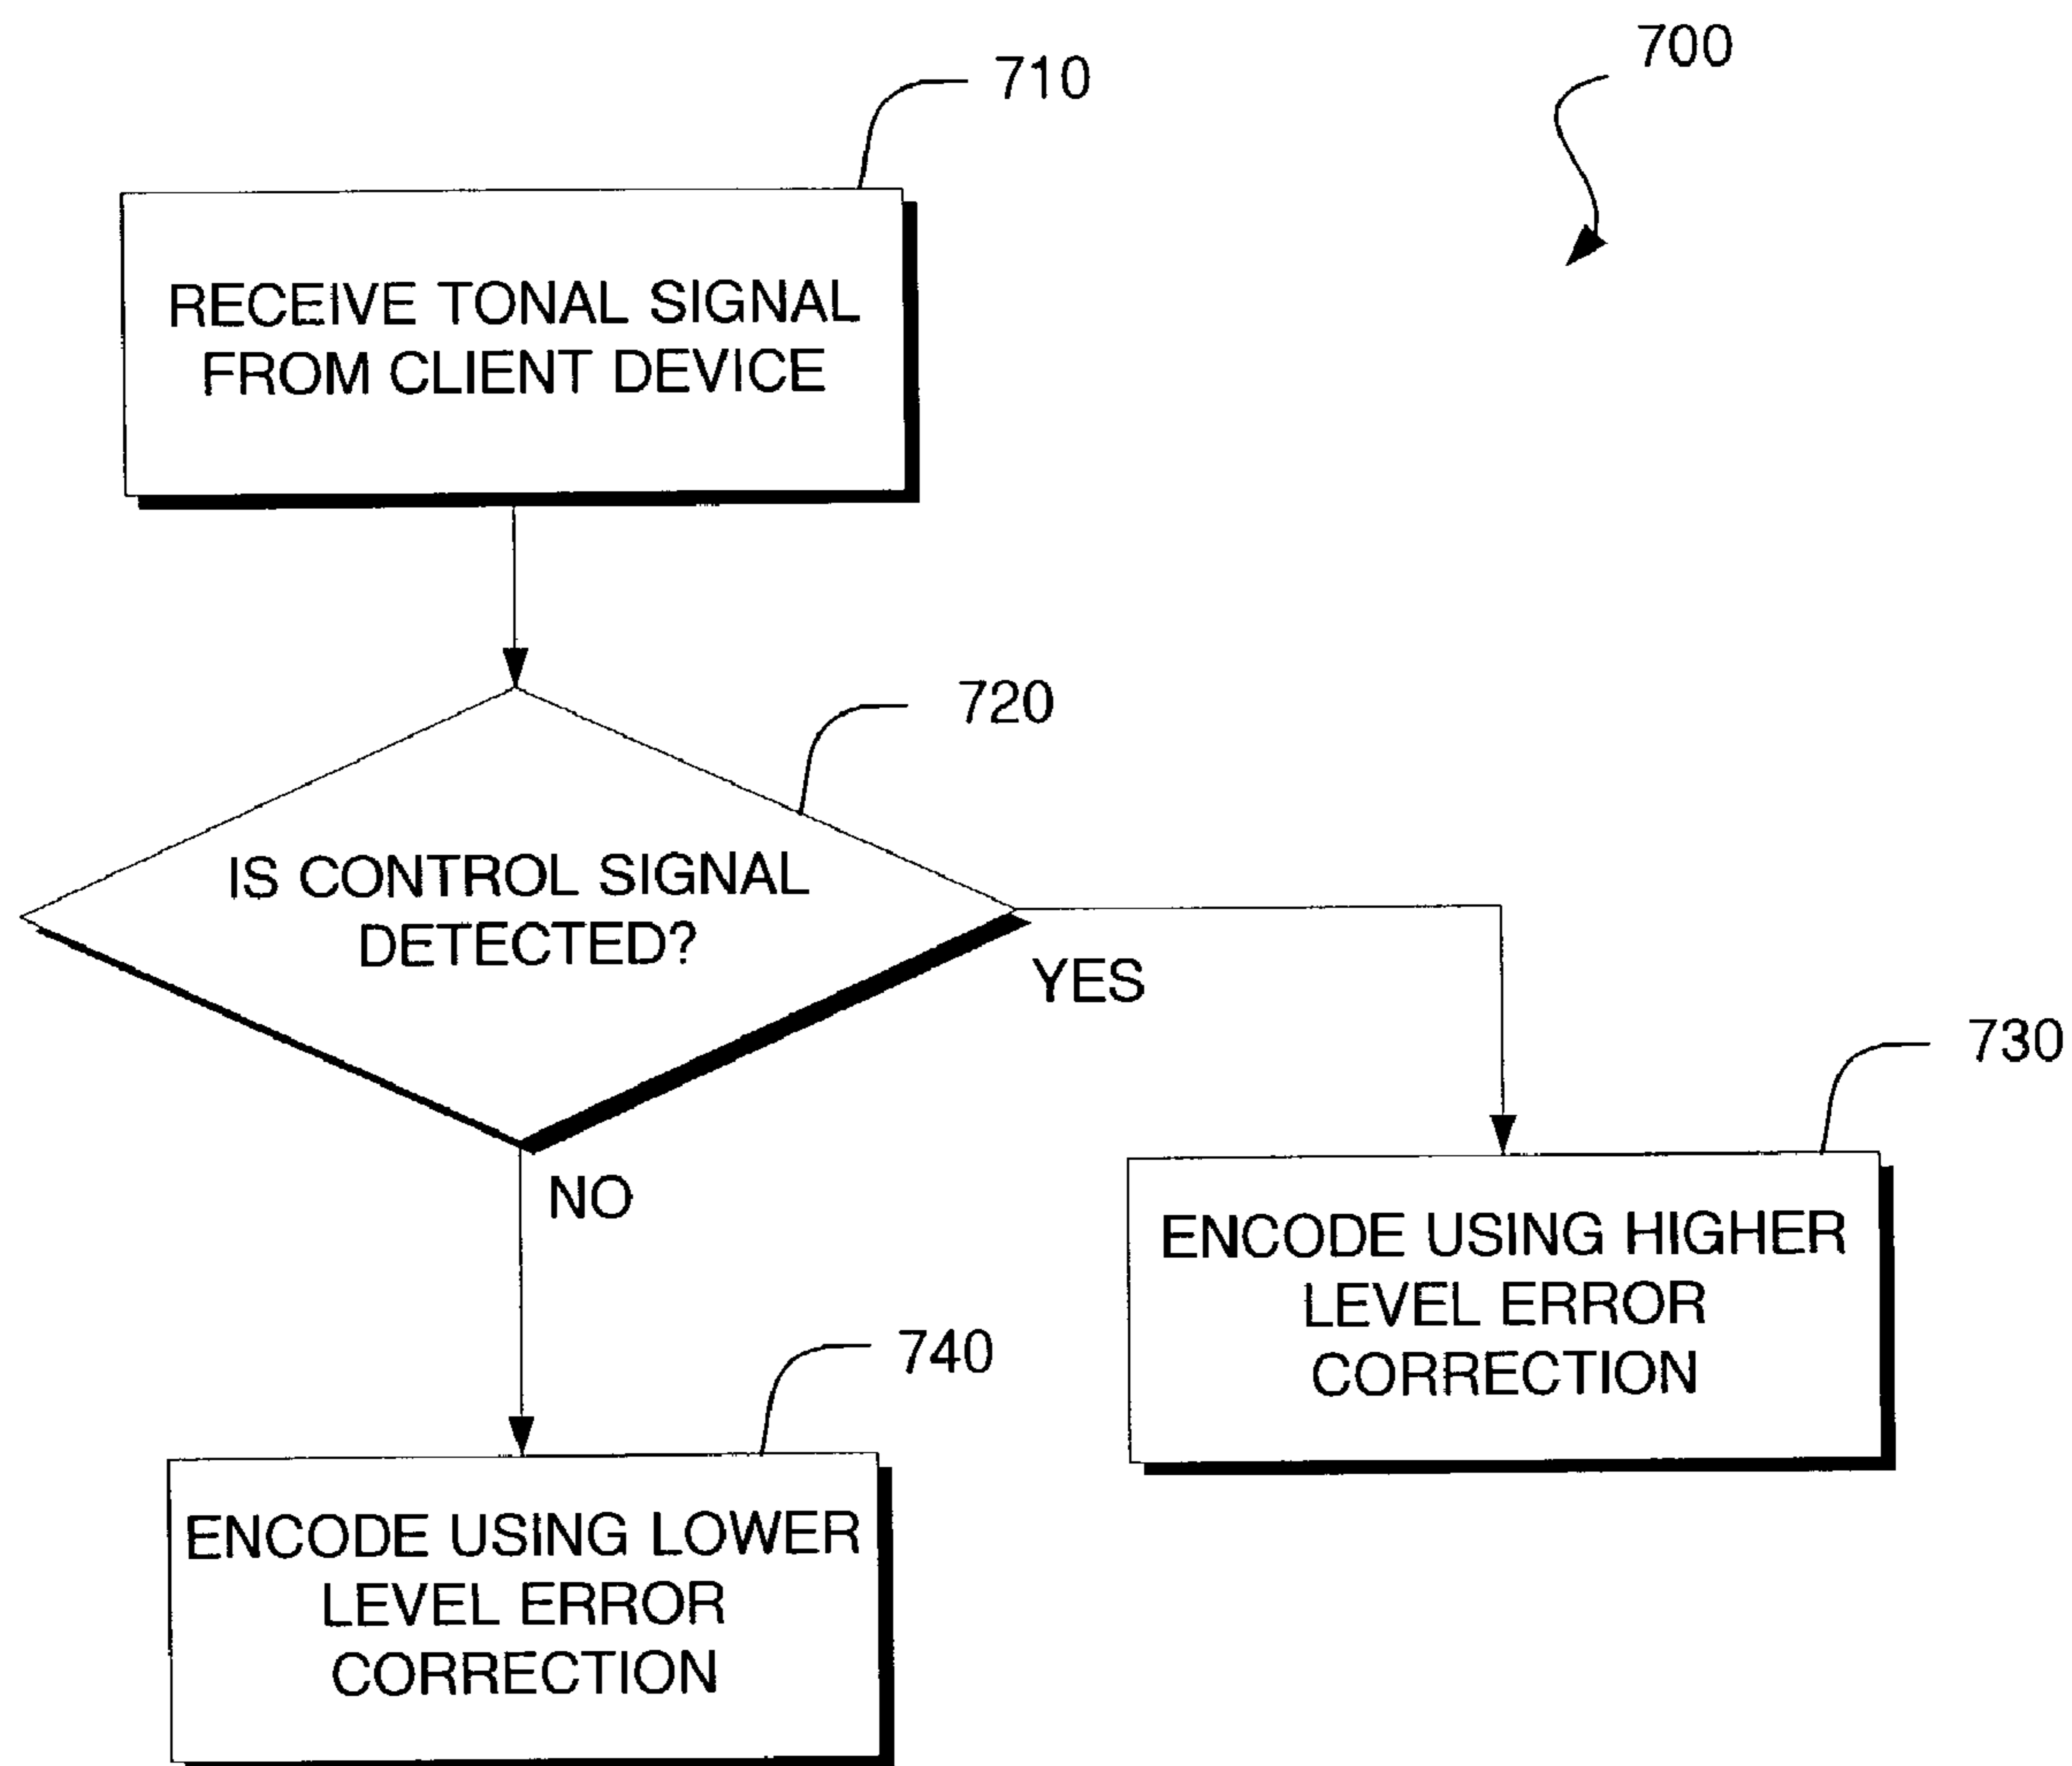 700
710
RECEIVE TONAL SIGNAL
FROM CLIENT DEVICE
720
IS CONTROL SIGNAL
DETECTED?
YES
NO
730
ENCODE USING HIGHER
LEVEL ERROR
CORRECTION
740
ENCODE USING LOWER
LEVEL ERROR
CORRECTION